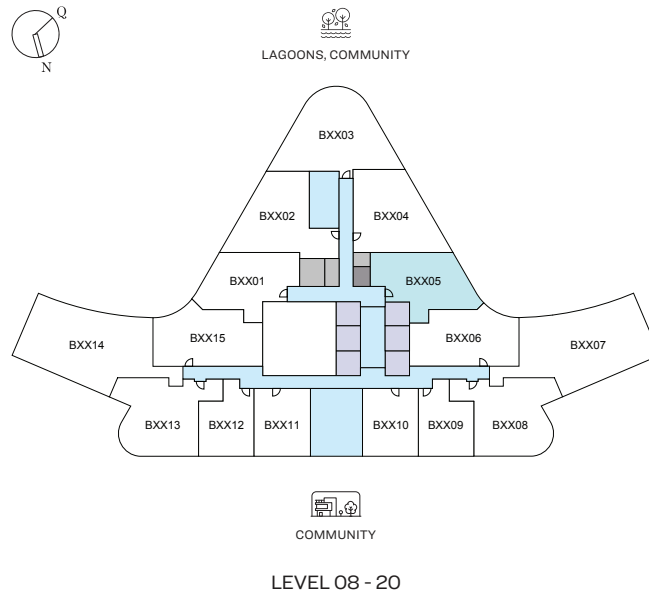 Q
N
LAGOONS, COMMUNITY
BXX03
BXX02
BXX04
BXX01
BXX05
BXX14
BXX15
BXX06
BXX07
BXX13
BXX12
BXX11
BXX10
BXX09
BXX08
COMMUNITY
LEVEL 08 - 20